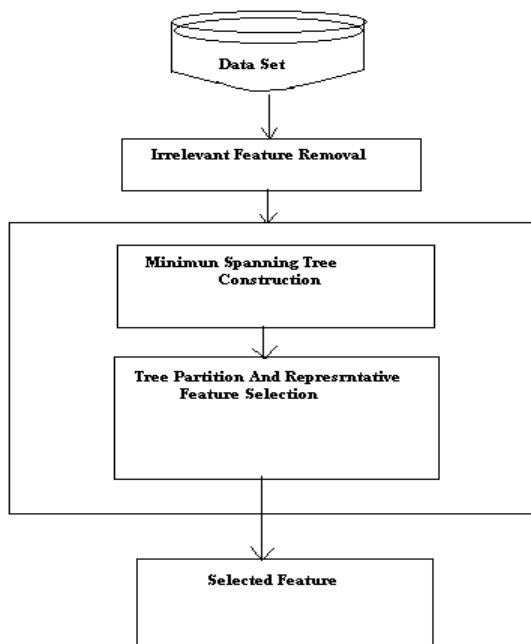 Data Set
Irrelevant Feature Removal
Minimun Spanning Tree
Construction
Tree Partition And Represrntative
Feature Selection
Selected Feature